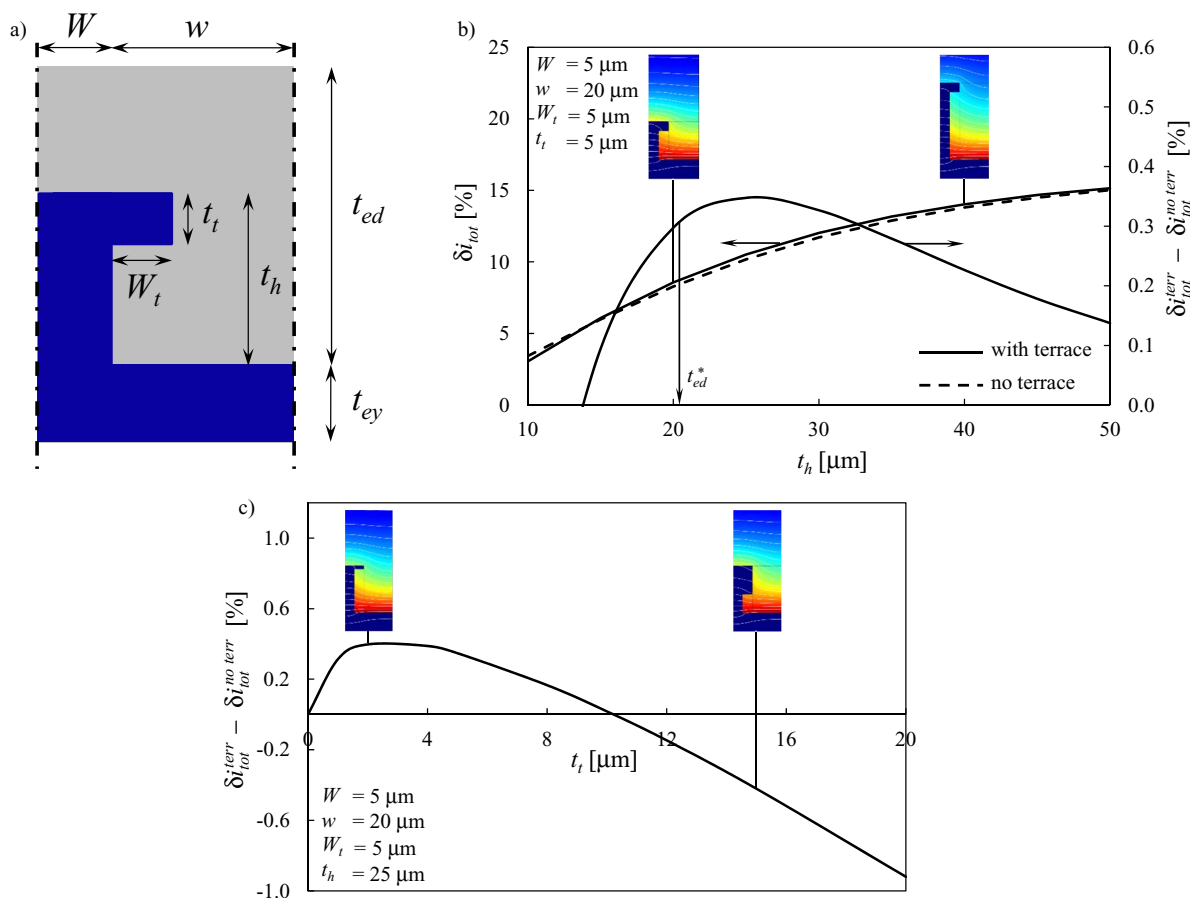 a)
W
w
t_t
W_t
t_h
t_ed
t_ey
b)
W = 5 μm
w = 20 μm
W_t = 5 μm
t_t = 5 μm
δi_tot [%]
25
20
15
10
5
0
t_ed^*
with terrace
no terrace
10
20
30
40
50
t_h [μm]
0.6
0.5
0.4
0.3
0.2
0.1
0.0
δi_tot^terr − δi_tot^no terr [%]
c)
δi_tot^terr − δi_tot^no terr [%]
1.0
0.6
0.2
-0.2
-0.6
-1.0
0
4
8
12
16
20
t_t [μm]
W = 5 μm
w = 20 μm
W_t = 5 μm
t_h = 25 μm